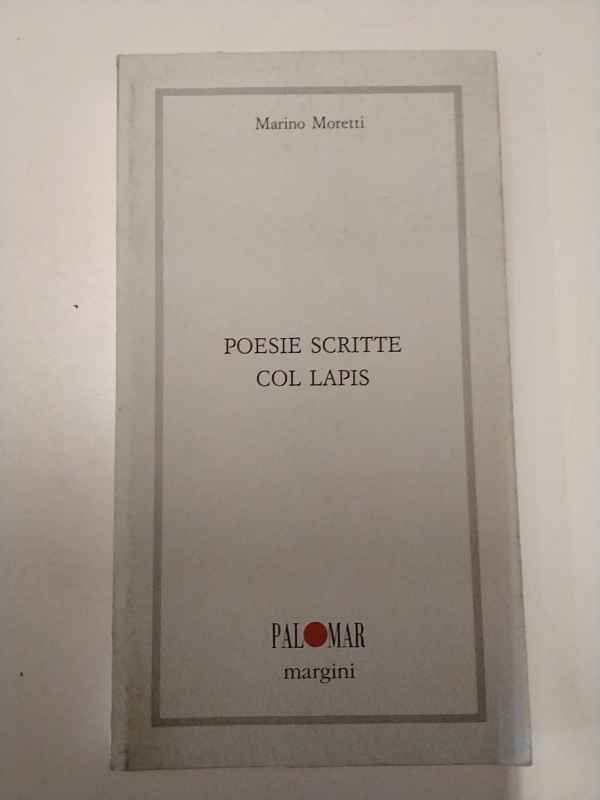 Marino Moretti
POESIE SCRITTE
COL LAPIS
PALOMAR
margini